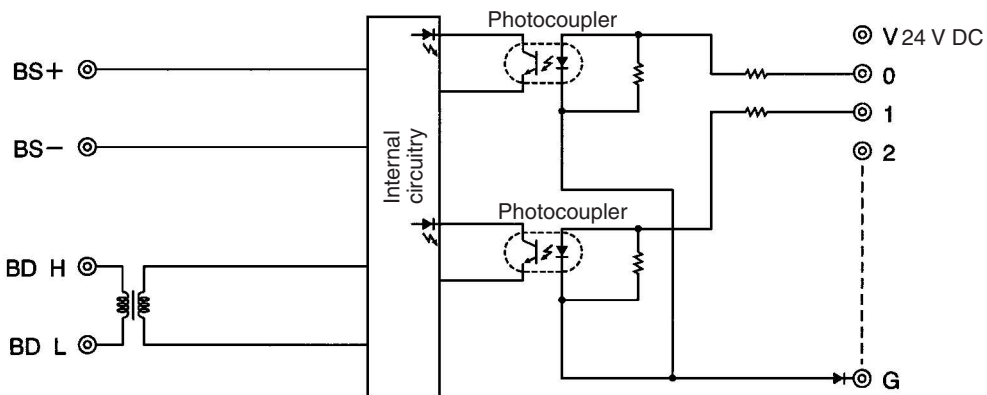 Photocoupler
V 24 V DC
BS+
0
1
BS−
2
Internal
circuitry
Photocoupler
BD H
BD L
G